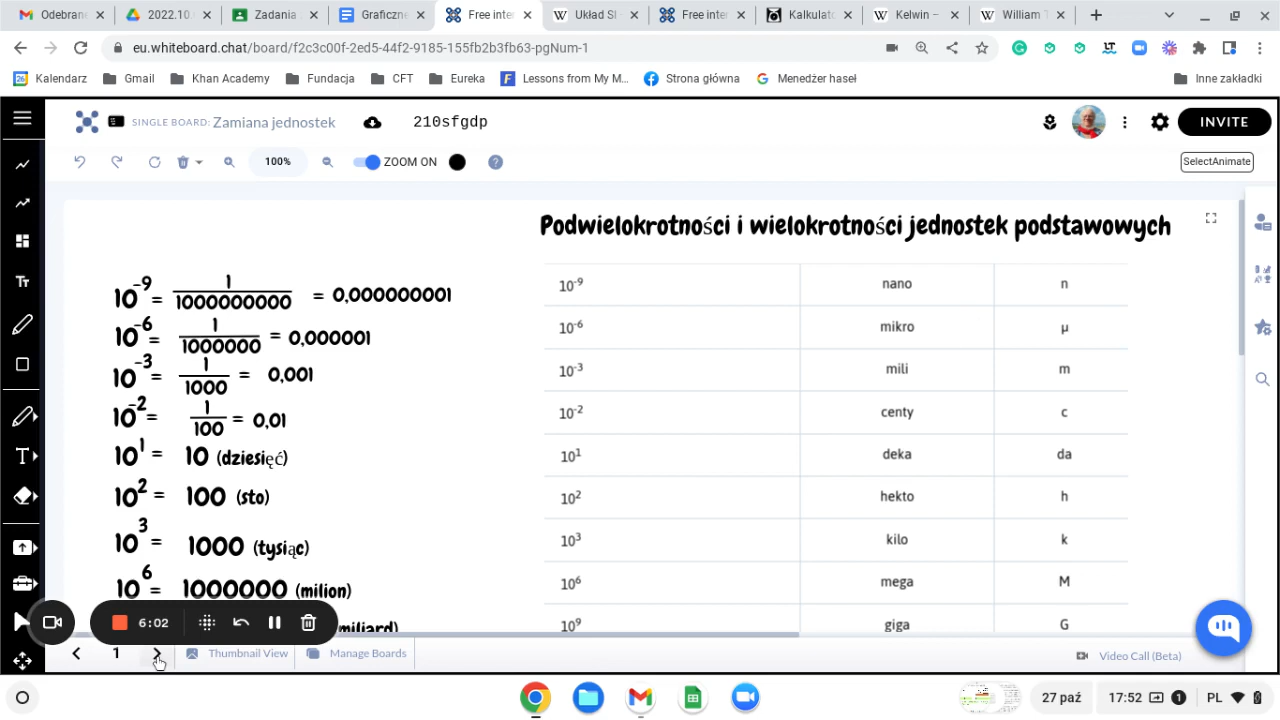 Odebrane
2022.10.
Zadania
Graficzne
Free inter
Układ SI
Free inter
Kalkulato
Kelwin –
William T
eu.whiteboard.chat/board/f2c3c00f-2ed5-44f2-9185-155fb2b3fb63-pgNum-1
Kalendarz
Gmail
Khan Academy
Fundacja
CFT
Eureka
Lessons from My M...
Strona główna
Menedżer haseł
Inne zakładki
SINGLE BOARD: Zamiana jednostek
210sfgdp
INVITE
100%
ZOOM ON
SelectAnimate
Podwielokrotności i wielokrotności jednostek podstawowych
10⁻⁹ = 1/1000000000 = 0,000000001
10⁻⁶ = 1/1000000 = 0,000001
10⁻³ = 1/1000 = 0,001
10⁻² = 1/100 = 0,01
10¹ = 10 (dziesięć)
10² = 100 (sto)
10³ = 1000 (tysiąc)
10⁶ = 1000000 (milion)
miliard)
10⁻⁹ nano n
10⁻⁶ mikro μ
10⁻³ mili m
10⁻² centy c
10¹ deka da
10² hekto h
10³ kilo k
10⁶ mega M
10⁹ giga G
6:02
1
Thumbnail View
Manage Boards
Video Call (Beta)
27 paź
17:52
1
PL